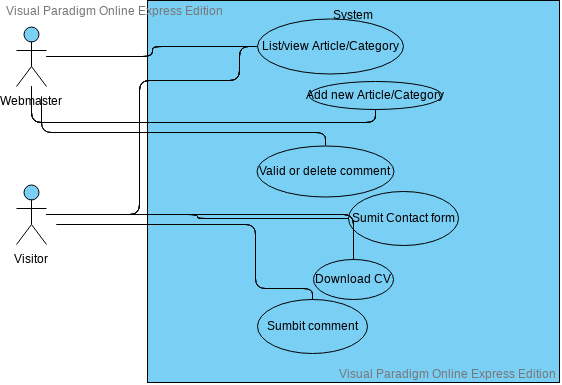 Visual Paradigm Online Express Edition
System
List/view Article/Category
Webmaster
Add new Article/Category
Valid or delete comment
Sumit Contact form
Visitor
Download CV
Sumbit comment
Visual Paradigm Online Express Edition